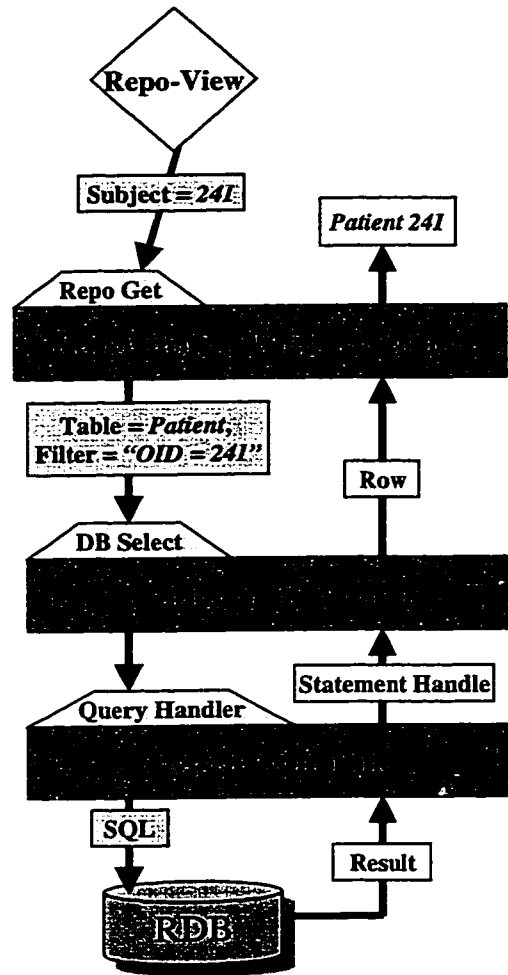 Repo-View
Subject = 241
Patient 241
Repo Get
Table = Patient,
Filter = “OID = 241”
Row
DB Select
Statement Handle
Query Handler
SQL
Result
RDB